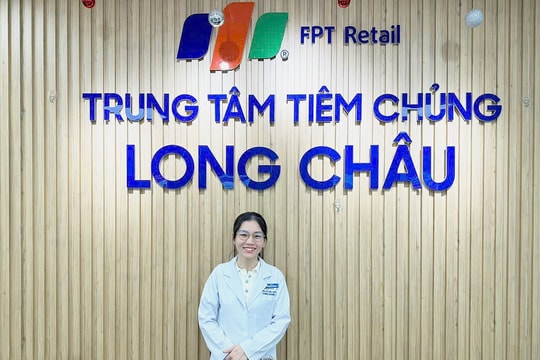 FPT Retail
TRUNG TÂM TIÊM CHỦNG
LONG CHÂU